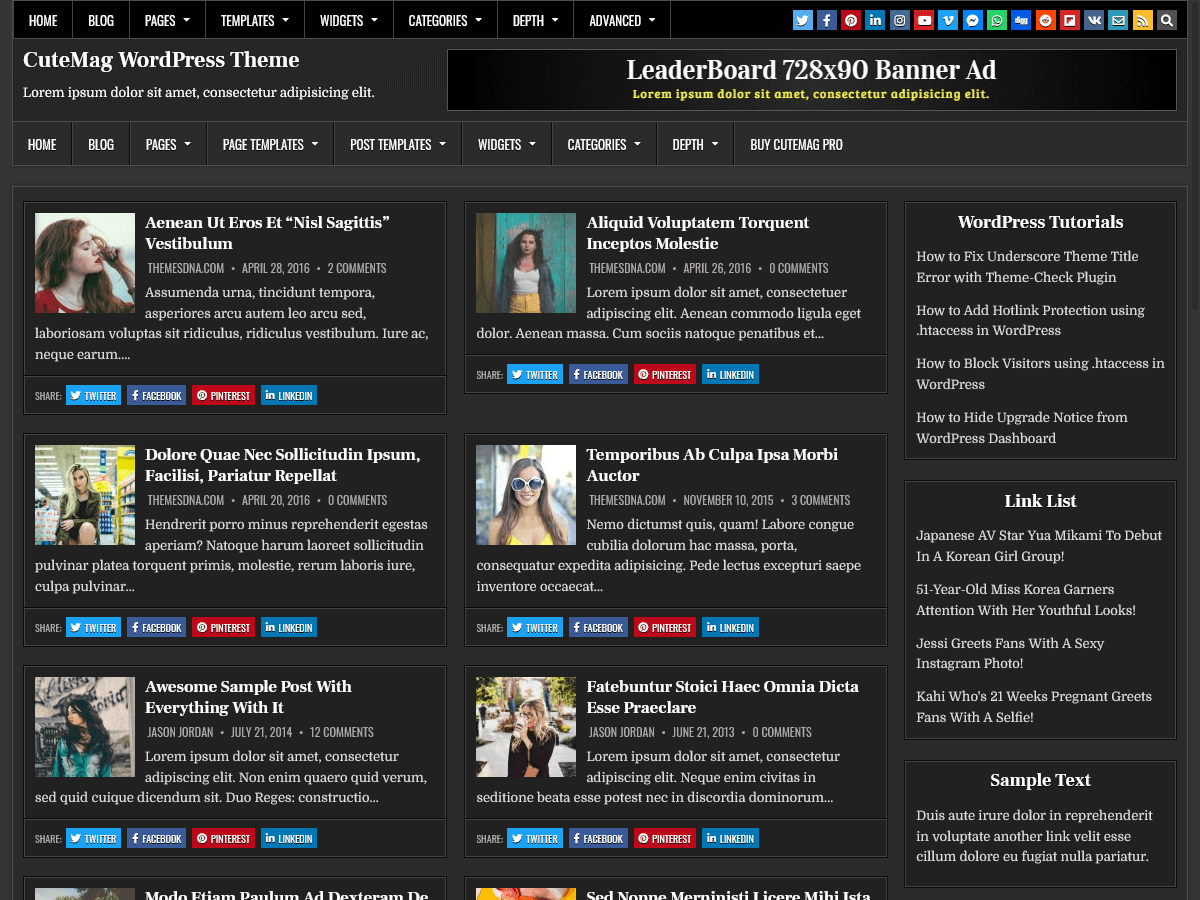 HOME BLOG PAGES TEMPLATES WIDGETS CATEGORIES DEPTH ADVANCED
CuteMag WordPress Theme
Lorem ipsum dolor sit amet, consectetur adipisicing elit.
LeaderBoard 728x90 Banner Ad
Lorem ipsum dolor sit amet, consectetur adipisicing elit.
HOME BLOG PAGES PAGE TEMPLATES POST TEMPLATES WIDGETS CATEGORIES DEPTH BUY CUTEMAG PRO
Aenean Ut Eros Et “Nisl Sagittis”
Vestibulum
THEMESDNA.COM • APRIL 28, 2016 • 2 COMMENTS
Assumenda urna, tincidunt tempora,
asperiores arcu autem leo arcu sed,
laboriosam voluptas sit ridiculus, ridiculus vestibulum. Iure ac,
neque earum....
SHARE: TWITTER FACEBOOK PINTEREST LINKEDIN
Aliquid Voluptatem Torquent
Inceptos Molestie
THEMESDNA.COM • APRIL 26, 2016 • 0 COMMENTS
Lorem ipsum dolor sit amet, consectetuer
adipiscing elit. Aenean commodo ligula eget
dolor. Aenean massa. Cum sociis natoque penatibus et...
SHARE: TWITTER FACEBOOK PINTEREST LINKEDIN
Dolore Quae Nec Sollicitudin Ipsum,
Facilisi, Pariatur Repellat
THEMESDNA.COM • APRIL 20, 2016 • 0 COMMENTS
Hendrerit porro minus reprehenderit egestas
aperiam? Natoque harum laoreet sollicitudin
pulvinar platea torquent primis, molestie, rerum laboris iure,
culpa pulvinar...
SHARE: TWITTER FACEBOOK PINTEREST LINKEDIN
Temporibus Ab Culpa Ipsa Morbi
Auctor
THEMESDNA.COM • NOVEMBER 10, 2015 • 3 COMMENTS
Nemo dictumst quis, quam! Labore congue
cubilia dolorum hac massa, porta,
consequatur expedita adipisicing. Pede lectus excepturi saepe
inventore occaecat...
SHARE: TWITTER FACEBOOK PINTEREST LINKEDIN
Awesome Sample Post With
Everything With It
JASON JORDAN • JULY 21, 2014 • 12 COMMENTS
Lorem ipsum dolor sit amet, consectetur
adipiscing elit. Non enim quaero quid verum,
sed quid cuique dicendum sit. Duo Reges: constructio...
SHARE: TWITTER FACEBOOK PINTEREST LINKEDIN
Fatebuntur Stoici Haec Omnia Dicta
Esse Praeclare
JASON JORDAN • JUNE 21, 2013 • 0 COMMENTS
Lorem ipsum dolor sit amet, consectetur
adipiscing elit. Neque enim civitas in
seditione beata esse potest nec in discordia dominorum...
SHARE: TWITTER FACEBOOK PINTEREST LINKEDIN
Modo Etiam Paulum Ad Dexteram De
Sed Nonne Merninisti Licere Mihi Ista
WordPress Tutorials
How to Fix Underscore Theme Title
Error with Theme-Check Plugin
How to Add Hotlink Protection using
.htaccess in WordPress
How to Block Visitors using .htaccess in
WordPress
How to Hide Upgrade Notice from
WordPress Dashboard
Link List
Japanese AV Star Yua Mikami To Debut
In A Korean Girl Group!
51-Year-Old Miss Korea Garners
Attention With Her Youthful Looks!
Jessi Greets Fans With A Sexy
Instagram Photo!
Kahi Who's 21 Weeks Pregnant Greets
Fans With A Selfie!
Sample Text
Duis aute irure dolor in reprehenderit
in voluptate another link velit esse
cillum dolore eu fugiat nulla pariatur.